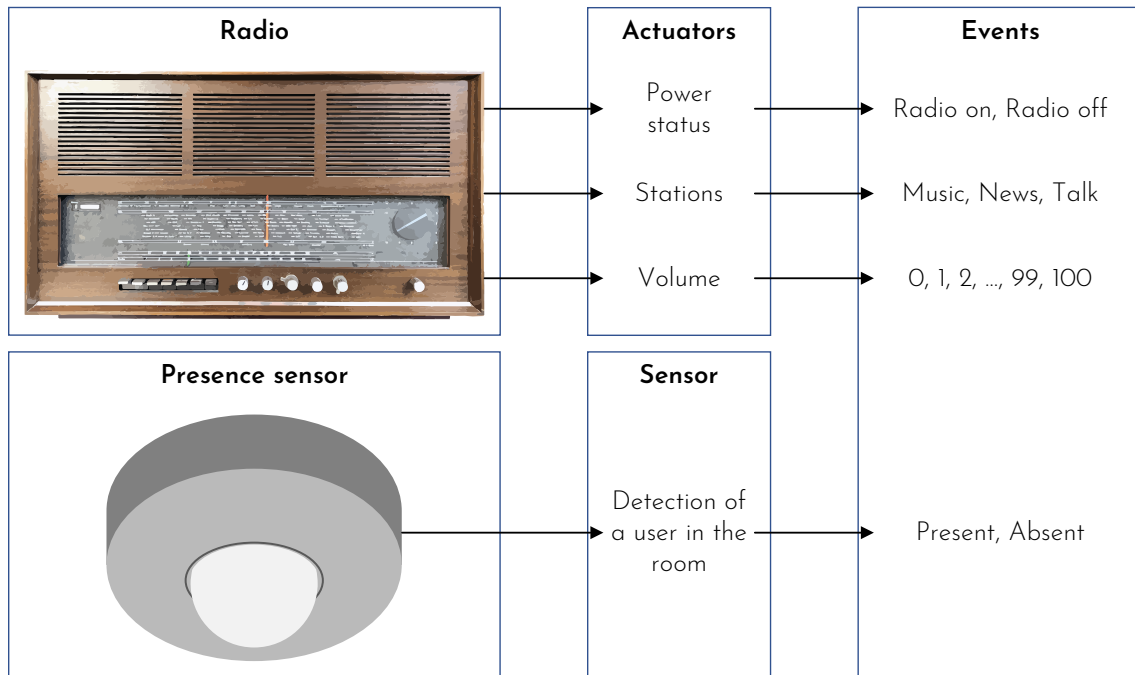 Radio
Actuators
Events
Power
status
Radio on, Radio off
Stations
Music, News, Talk
Volume
0, 1, 2, ..., 99, 100
Presence sensor
Sensor
Detection of
a user in the
room
Present, Absent